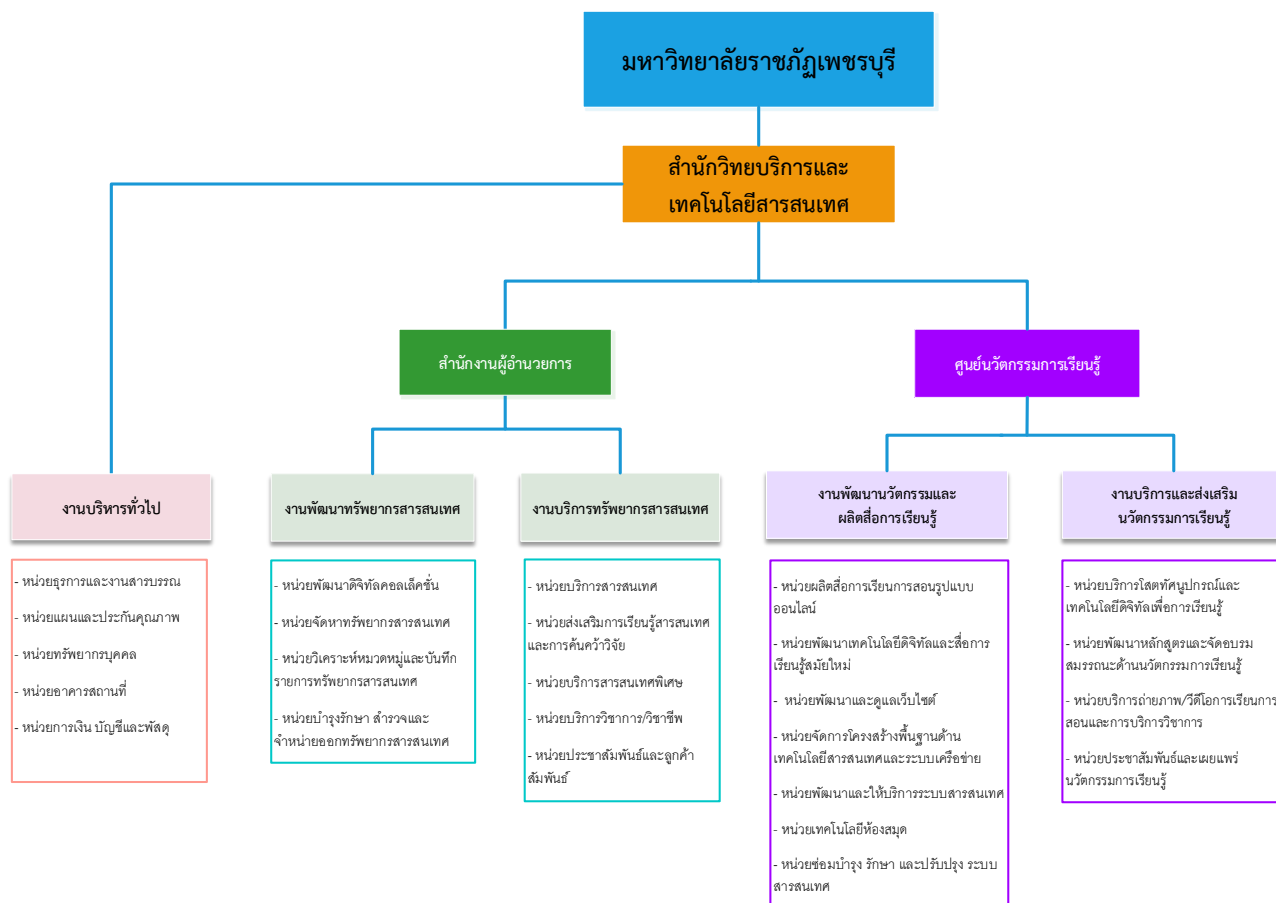 มหาวิทยาลัยราชภัฏเพชรบุรี
สำนักวิทยบริการและ
เทคโนโลยีสารสนเทศ
สำนักงานผู้อำนวยการ
ศูนย์นวัตกรรมการเรียนรู้
งานบริหารทั่วไป
- หน่วยธุรการและงานสารบรรณ
- หน่วยแผนและประกันคุณภาพ
- หน่วยทรัพยากรบุคคล
- หน่วยอาคารสถานที่
- หน่วยการเงิน บัญชีและพัสดุ
งานพัฒนาทรัพยากรสารสนเทศ
- หน่วยพัฒนาดิจิทัลคอลเล็คชั่น
- หน่วยจัดหาทรัพยากรสารสนเทศ
- หน่วยวิเคราะห์หมวดหมู่และบันทึก
รายการทรัพยากรสารสนเทศ
- หน่วยบำรุงรักษา สำรวจและ
จำหน่ายออกทรัพยากรสารสนเทศ
งานบริการทรัพยากรสารสนเทศ
- หน่วยบริการสารสนเทศ
- หน่วยส่งเสริมการเรียนรู้สารสนเทศ
และการค้นคว้าวิจัย
- หน่วยบริการสารสนเทศพิเศษ
- หน่วยบริการวิชาการ/วิชาชีพ
- หน่วยประชาสัมพันธ์และลูกค้า
สัมพันธ์
งานพัฒนานวัตกรรมและ
ผลิตสื่อการเรียนรู้
- หน่วยผลิตสื่อการเรียนการสอนรูปแบบ
ออนไลน์
- หน่วยพัฒนาเทคโนโลยีดิจิทัลและสื่อการ
เรียนรู้สมัยใหม่
- หน่วยพัฒนาและดูแลเว็บไซต์
- หน่วยจัดการโครงสร้างพื้นฐานด้าน
เทคโนโลยีสารสนเทศและระบบเครือข่าย
- หน่วยพัฒนาและให้บริการระบบสารสนเทศ
- หน่วยเทคโนโลยีห้องสมุด
- หน่วยซ่อมบำรุง รักษา และปรับปรุง ระบบ
สารสนเทศ
งานบริการและส่งเสริม
นวัตกรรมการเรียนรู้
- หน่วยบริการโสตทัศนูปกรณ์และ
เทคโนโลยีดิจิทัลเพื่อการเรียนรู้
- หน่วยพัฒนาหลักสูตรและจัดอบรม
สมรรถนะด้านนวัตกรรมการเรียนรู้
- หน่วยบริการถ่ายภาพ/วีดีโอการเรียนการ
สอนและการบริการวิชาการ
- หน่วยประชาสัมพันธ์และเผยแพร่
นวัตกรรมการเรียนรู้